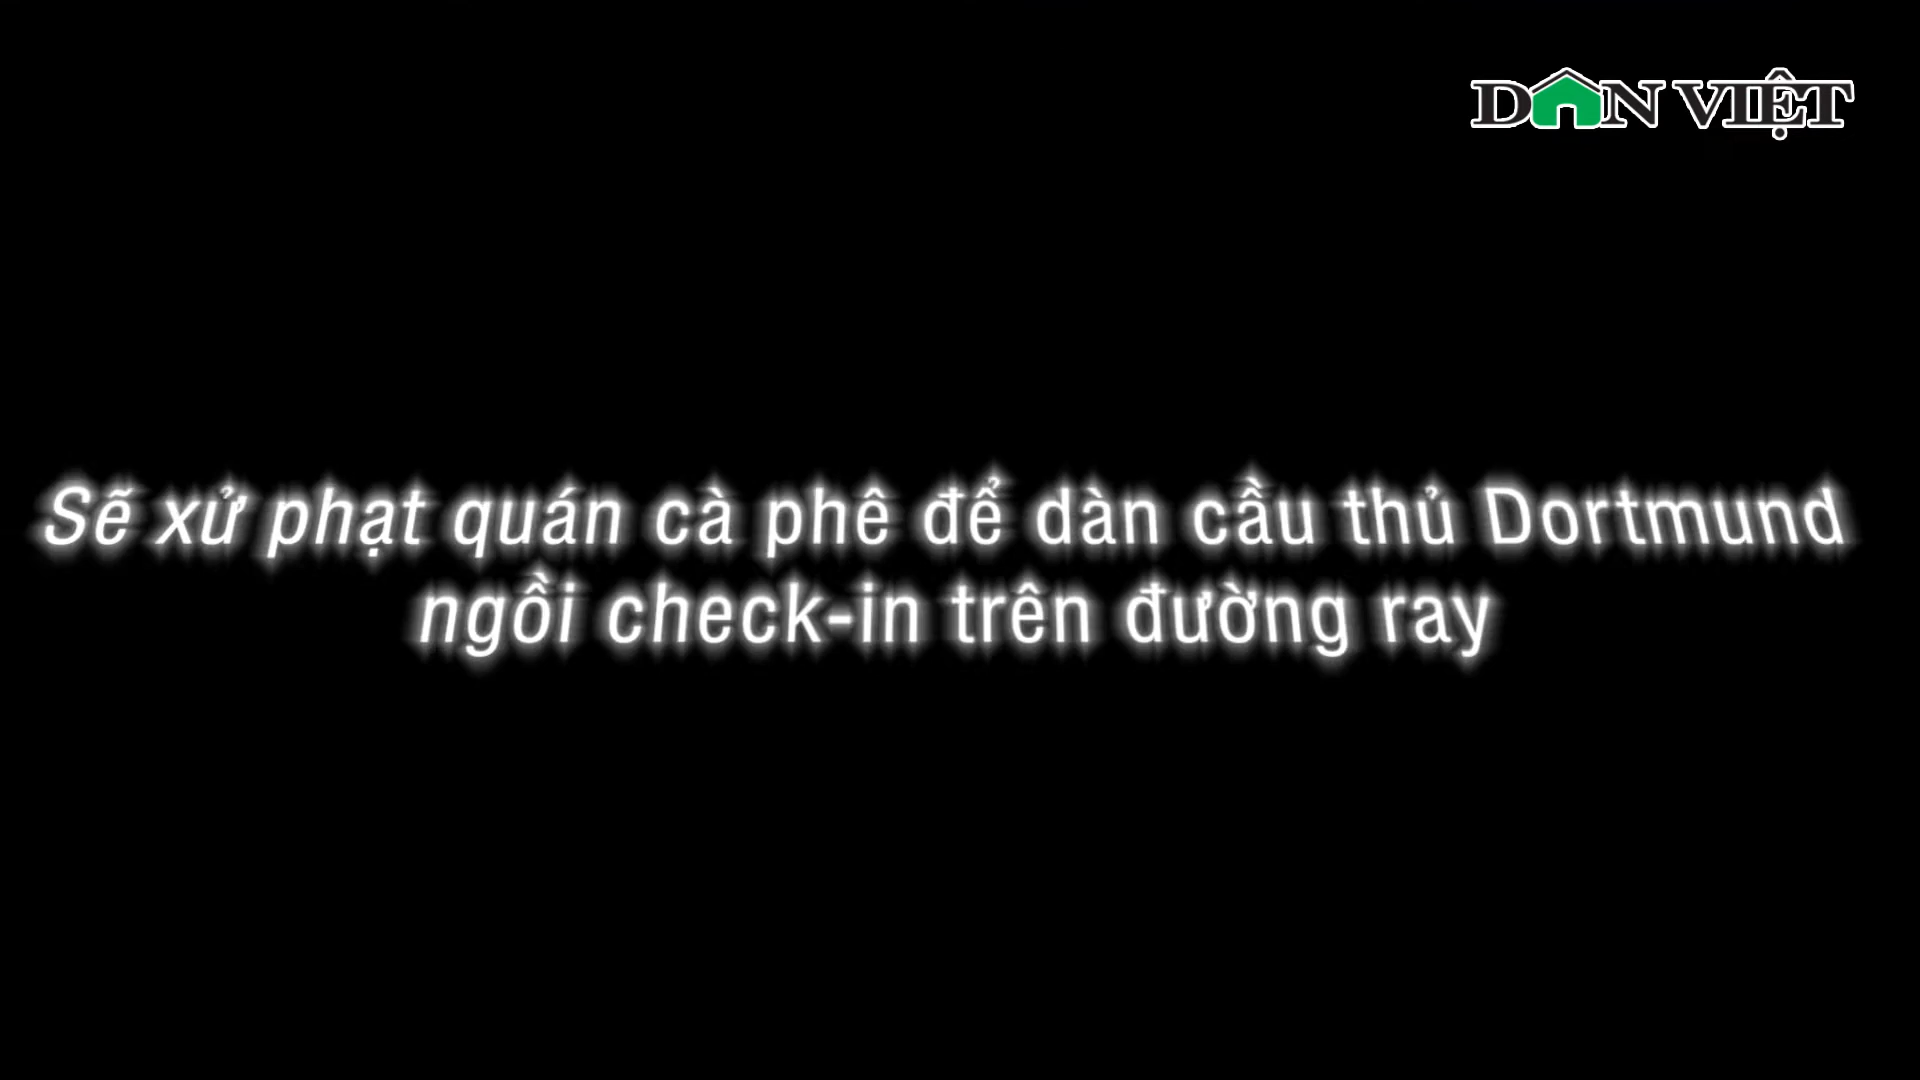 DÂN VIỆT
Sẽ xử phạt quán cà phê để dàn cầu thủ Dortmund
ngồi check-in trên đường ray